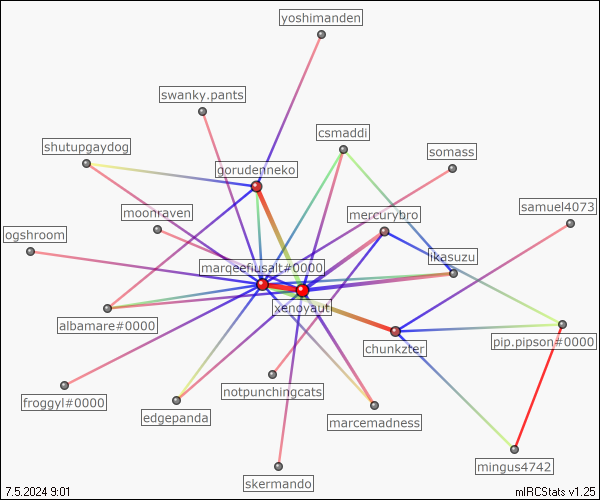 yoshimanden
swanky.pants
csmaddi
shutupgaydog
somass
gorudenneko
samuel4073
moonraven
mercurybro
ogshroom
likasuzu
marqeefiusalt#0000
xenoyaut
albamare#0000
pip.pipson#0000
chunkzter
notpunchingcats
froggyl#0000
edgepanda
marcemadness
mingus4742
skermando
7.5.2024 9:01
mIRCStats v1.25